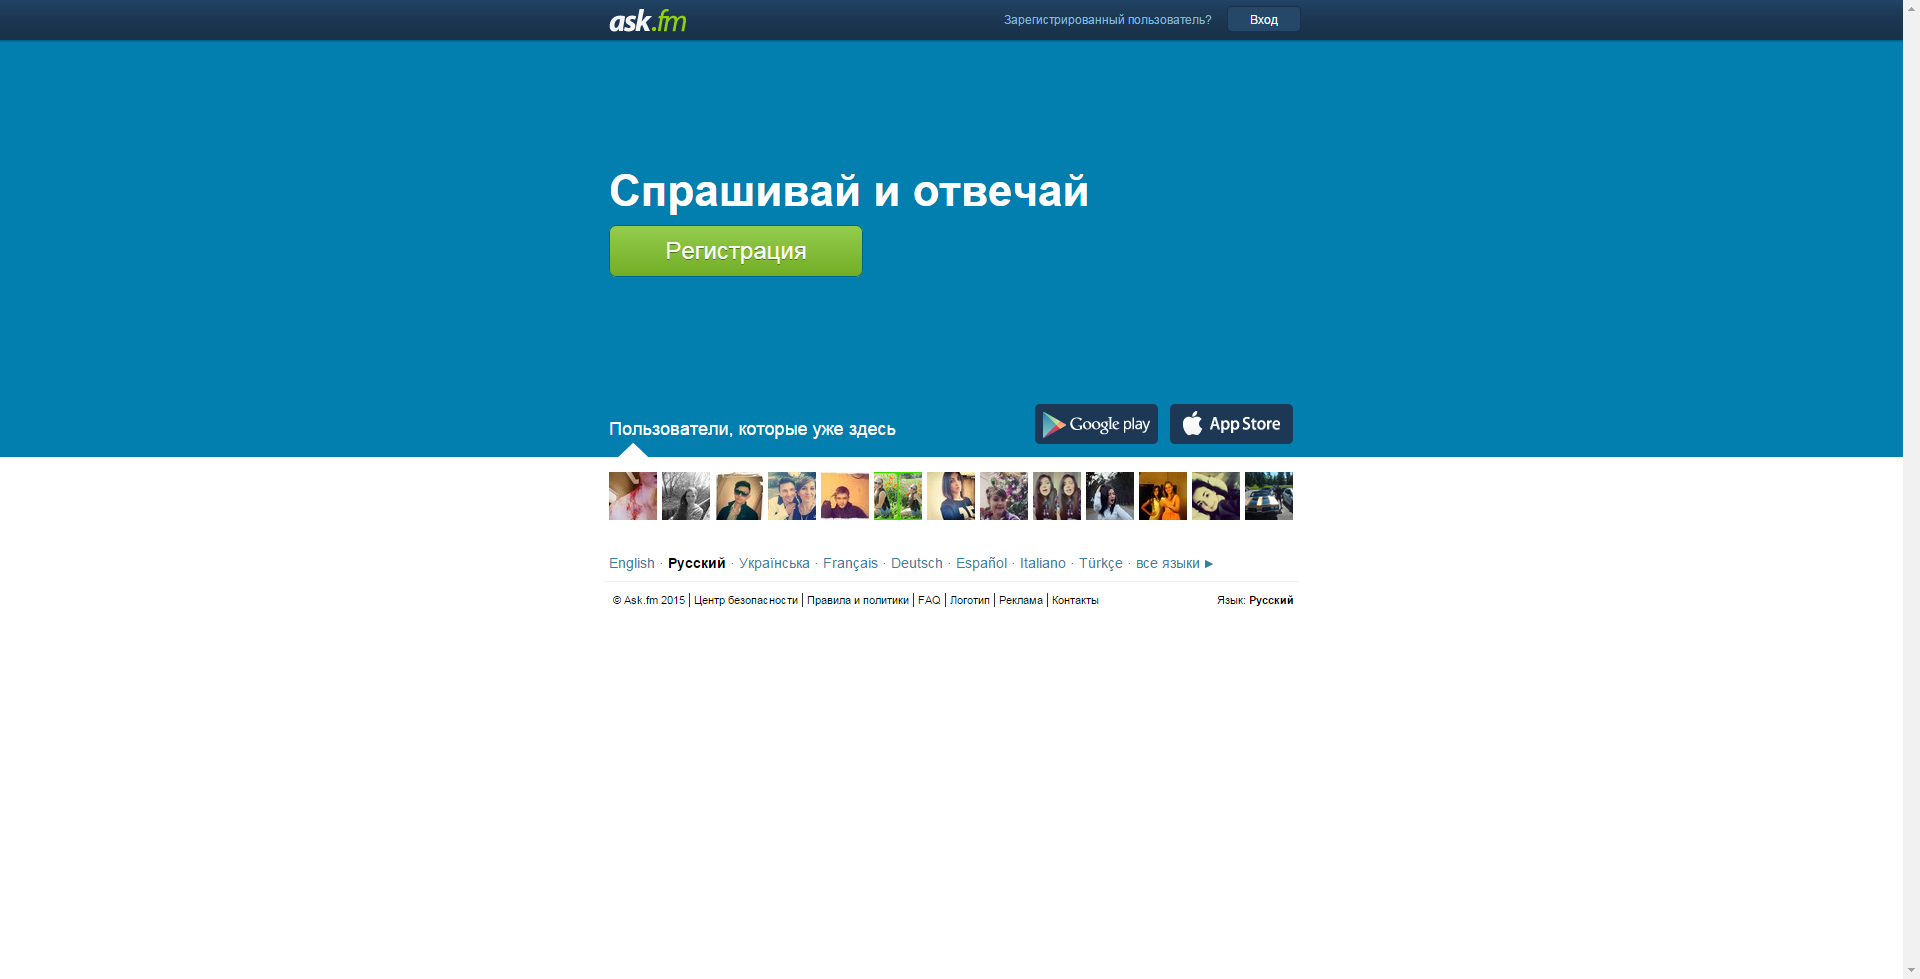 ask.fm
Зарегистрированный пользователь? Вход
Спрашивай и отвечай
Регистрация
Пользователи, которые уже здесь
Google play App Store
English · Русский · Українська · Français · Deutsch · Español · Italiano · Türkçe · все языки ►
© Ask.fm 2015 | Центр безопасности | Правила и политики | FAQ | Логотип | Реклама | Контакты
Язык: Русский